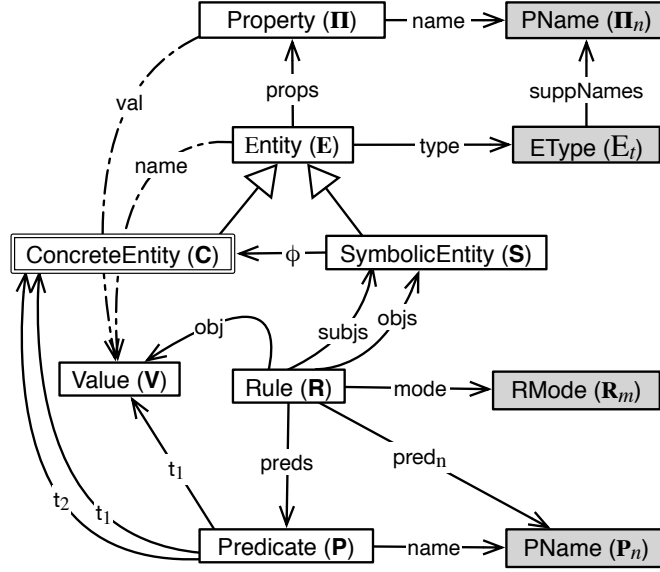 Property (Π)
name
PName (Πn)
val
props
suppNames
name
Entity (E)
type
EType (Et)
ConcreteEntity (C)
ϕ
SymbolicEntity (S)
obj
subjs
objs
Value (V)
Rule (R)
mode
RMode (Rm)
preds
predn
t2
t1
t1
Predicate (P)
name
PName (Pn)